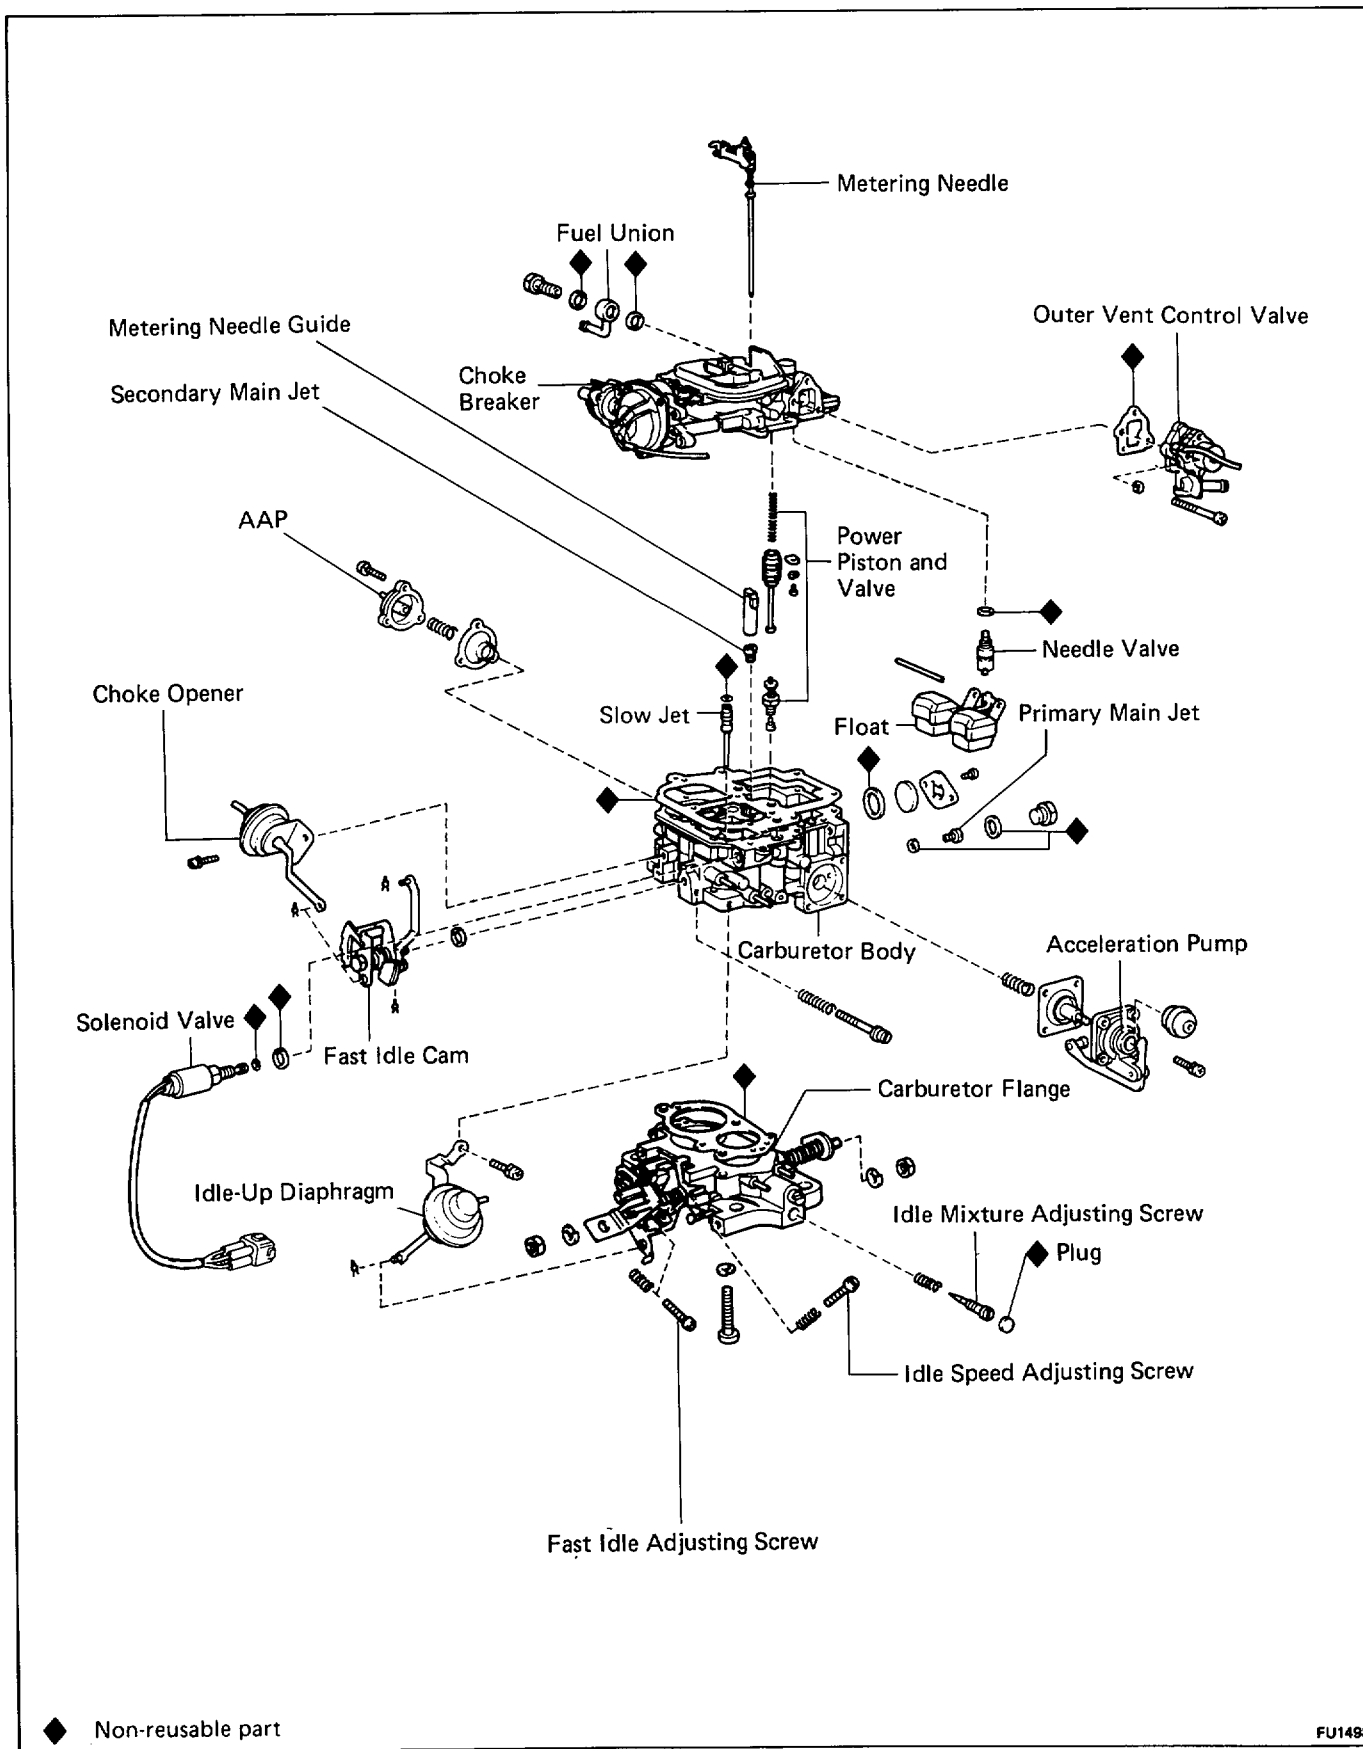 Metering Needle
Fuel Union
Outer Vent Control Valve
Metering Needle Guide
Choke
Breaker
Secondary Main Jet
AAP
Power
Piston and
Valve
Needle Valve
Choke Opener
Slow Jet
Float
Primary Main Jet
Carburetor Body
Acceleration Pump
Solenoid Valve
Fast Idle Cam
Carburetor Flange
Idle-Up Diaphragm
Idle Mixture Adjusting Screw
Plug
Idle Speed Adjusting Screw
Fast Idle Adjusting Screw
Non-reusable part